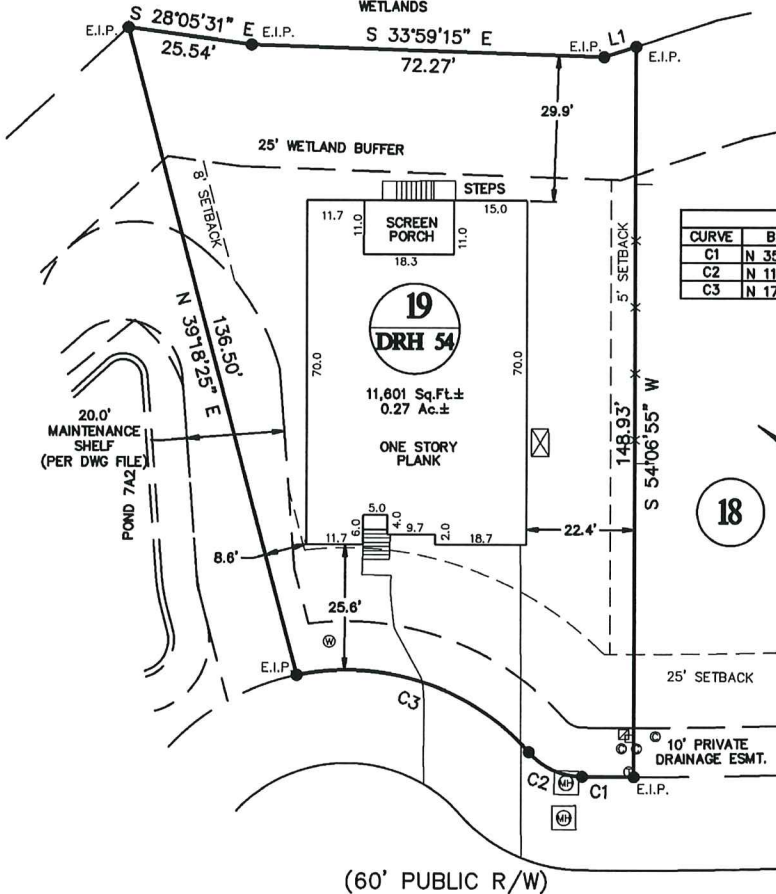 WETLANDS
S 28°05'31" E
25.54'
E.I.P.
E.I.P.
S 33°59'15" E
72.27'
E.I.P.
L1
E.I.P.
29.9'
25' WETLAND BUFFER
8' SETBACK
STEPS
11.7
11.0
SCREEN
PORCH
11.0
15.0
18.3
5' SETBACK
CURVE B
C1 N 35
C2 N 11
C3 N 17
19
DRH 54
136.50'
N 39°18'25" E
70.0
70.0
11,601 Sq.Ft.±
0.27 Ac.±
ONE STORY
PLANK
148.93'
S 54°06'55" W
20.0'
MAINTENANCE
SHELF
(PER DWG FILE)
POND 7A2
18
5.0
6.0
4.0
9.7
2.0
11.7
18.7
22.4'
8.6'
25.6'
W
E.I.P.
25' SETBACK
C3
C2
C1
MH
MH
C
C
C
10' PRIVATE
DRAINAGE ESMT.
E.I.P.
(60' PUBLIC R/W)